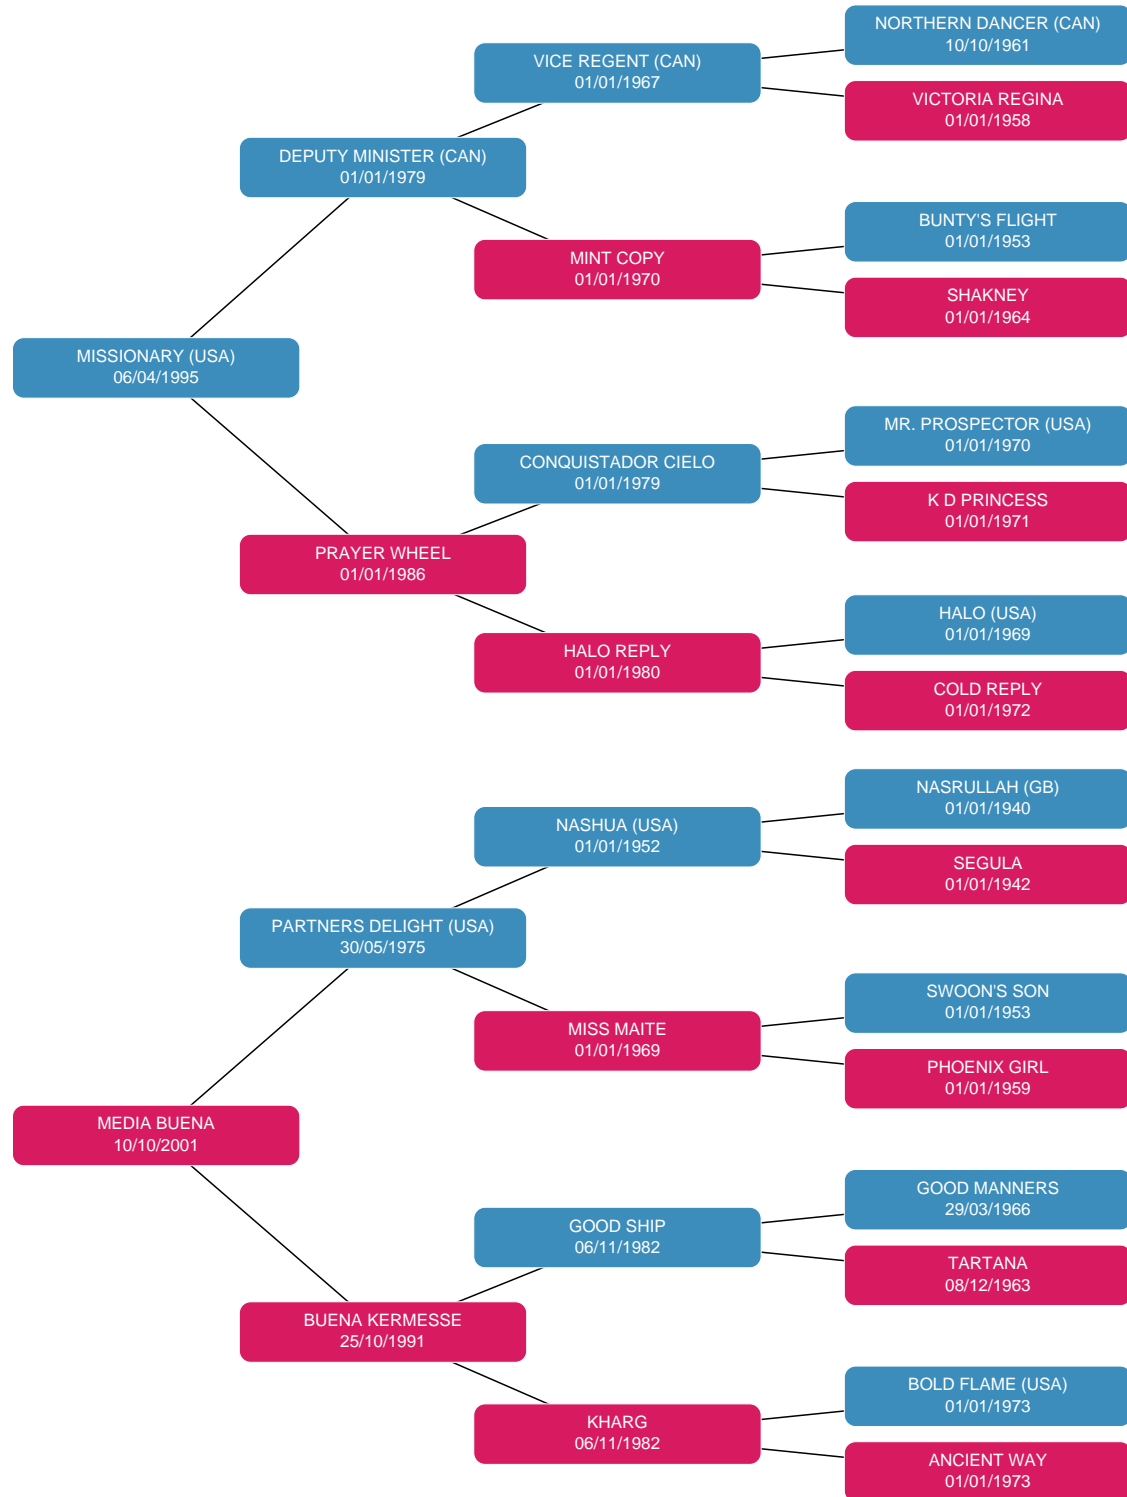 NORTHERN DANCER (CAN)
10/10/1961
VICE REGENT (CAN)
01/01/1967
VICTORIA REGINA
01/01/1958
DEPUTY MINISTER (CAN)
01/01/1979
BUNTY'S FLIGHT
01/01/1953
MINT COPY
01/01/1970
SHAKNEY
01/01/1964
MISSIONARY (USA)
06/04/1995
MR. PROSPECTOR (USA)
01/01/1970
CONQUISTADOR CIELO
01/01/1979
K D PRINCESS
01/01/1971
PRAYER WHEEL
01/01/1986
HALO (USA)
01/01/1969
HALO REPLY
01/01/1980
COLD REPLY
01/01/1972
NASRULLAH (GB)
01/01/1940
NASHUA (USA)
01/01/1952
SEGULA
01/01/1942
PARTNERS DELIGHT (USA)
30/05/1975
SWOON'S SON
01/01/1953
MISS MAITE
01/01/1969
PHOENIX GIRL
01/01/1959
MEDIA BUENA
10/10/2001
GOOD MANNERS
29/03/1966
GOOD SHIP
06/11/1982
TARTANA
08/12/1963
BUENA KERMESSE
25/10/1991
BOLD FLAME (USA)
01/01/1973
KHARG
06/11/1982
ANCIENT WAY
01/01/1973